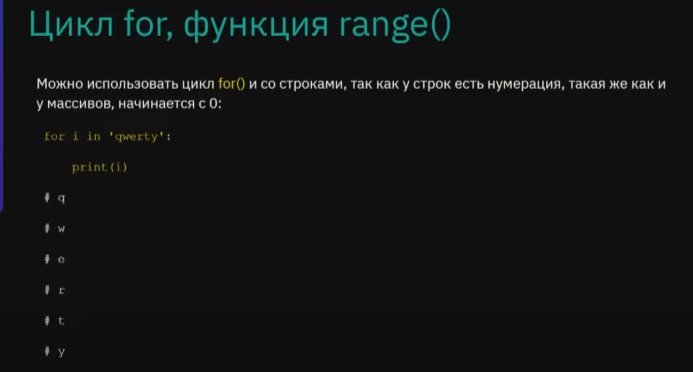 Цикл for, функция range()
Можно использовать цикл for() и со строками, так как у строк есть нумерация, такая же как и
у массивов, начинается с 0:
for i in 'qwerty':
    print(i)
# q
# w
# e
# r
# t
# y